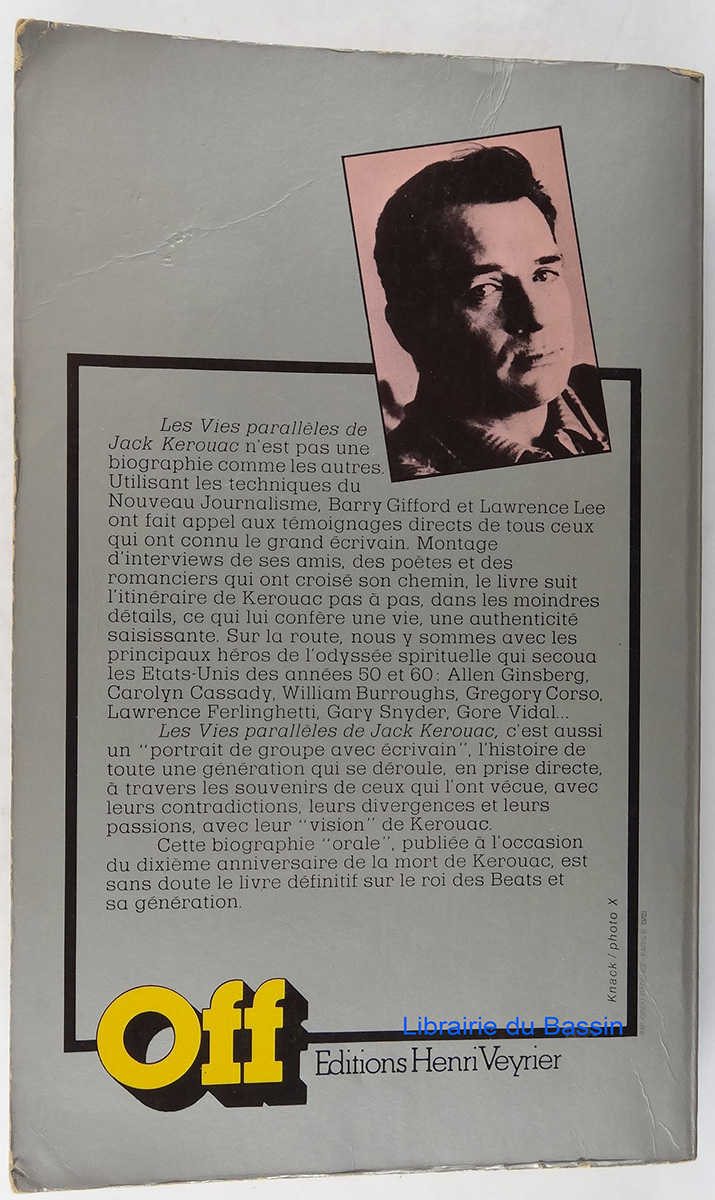 Les Vies parallèles de
Jack Kerouac n'est pas une
biographie comme les autres.
Utilisant les techniques du
Nouveau Journalisme, Barry Gifford et Lawrence Lee
ont fait appel aux témoignages directs de tous ceux
qui ont connu le grand écrivain. Montage
d'interviews de ses amis, des poètes et des
romanciers qui ont croisé son chemin, le livre suit
l'itinéraire de Kerouac pas à pas, dans les moindres
détails, ce qui lui confère une vie, une authenticité
saisissante. Sur la route, nous y sommes avec les
principaux héros de l'odyssée spirituelle qui secoua
les Etats-Unis des années 50 et 60 : Allen Ginsberg,
Carolyn Cassady, William Burroughs, Gregory Corso,
Lawrence Ferlinghetti, Gary Snyder, Gore Vidal...
Les Vies parallèles de Jack Kerouac, c'est aussi
un "portrait de groupe avec écrivain", l'histoire de
toute une génération qui se déroule, en prise directe,
à travers les souvenirs de ceux qui l'ont vécue, avec
leurs contradictions, leurs divergences et leurs
passions, avec leur "vision" de Kerouac.
Cette biographie "orale", publiée à l'occasion
du dixième anniversaire de la mort de Kerouac, est
sans doute le livre définitif sur le roi des Beats et
sa génération.
Knack / photo X
Librairie du Bassin
Off
Editions Henri Veyrier